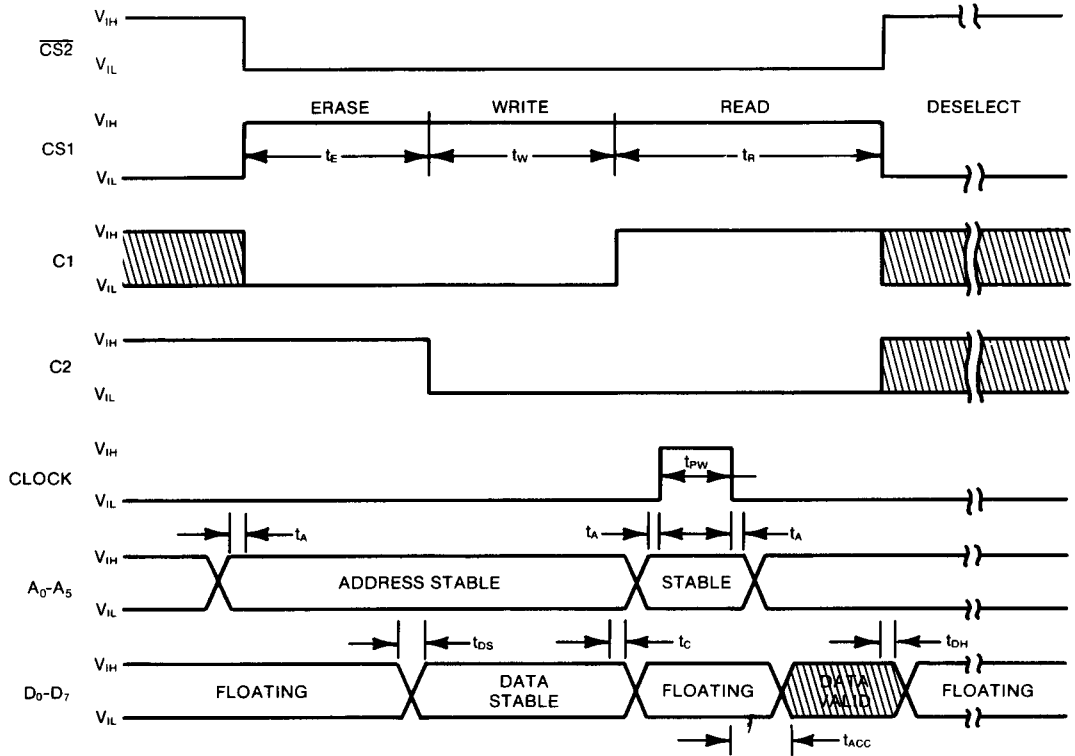 V_IH
C̅S̅2̅
V_IL
ERASE WRITE READ DESELECT
V_IH
CS1
t_E t_W t_R
V_IL
V_IH
C1
V_IL
V_IH
C2
V_IL
V_IH
CLOCK
t_PW
V_IL
t_A t_A t_A
V_IH
A₀-A₅
ADDRESS STABLE STABLE
V_IL
t_DS t_C t_DH
V_IH
D₀-D₇
FLOATING DATA STABLE FLOATING DATA VALID FLOATING
V_IL
t_ACC